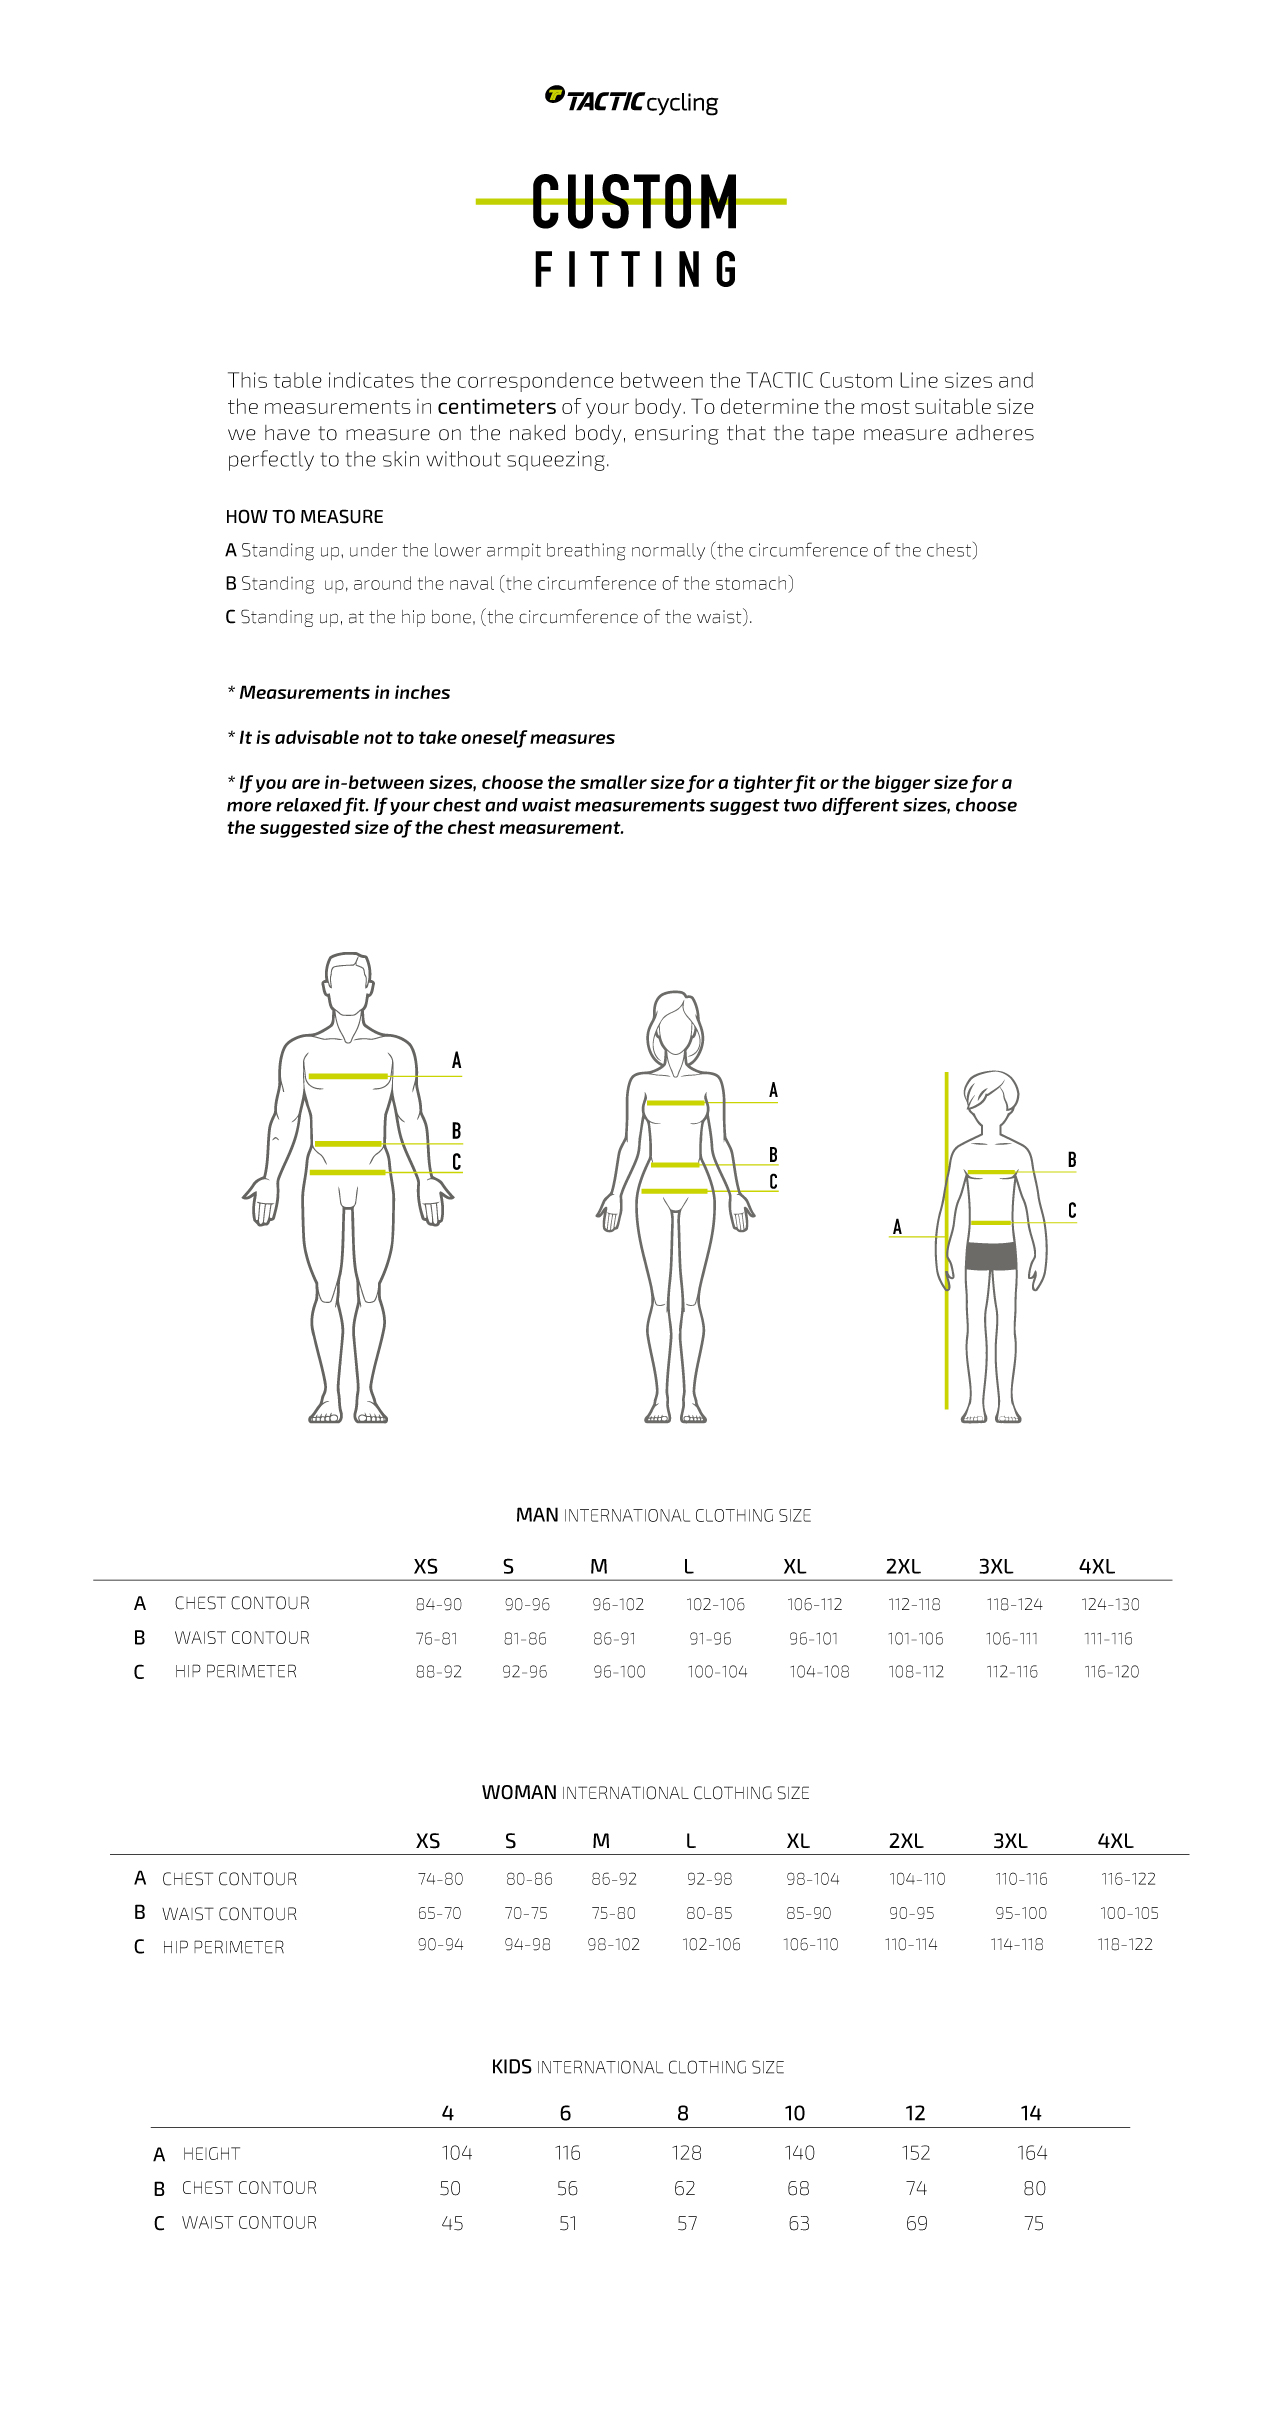 TACTIC cycling
CUSTOM
FITTING
This table indicates the correspondence between the TACTIC Custom Line sizes and
the measurements in centimeters of your body. To determine the most suitable size
we have to measure on the naked body, ensuring that the tape measure adheres
perfectly to the skin without squeezing.
HOW TO MEASURE
A Standing up, under the lower armpit breathing normally (the circumference of the chest)
B Standing up, around the naval (the circumference of the stomach)
C Standing up, at the hip bone, (the circumference of the waist).
* Measurements in inches
* It is advisable not to take oneself measures
* If you are in-between sizes, choose the smaller size for a tighter fit or the bigger size for a
more relaxed fit. If your chest and waist measurements suggest two different sizes, choose
the suggested size of the chest measurement.
A
B
C
A
B
C
B
C
A
MAN INTERNATIONAL CLOTHING SIZE
XS S M L XL 2XL 3XL 4XL
A CHEST CONTOUR 84-90 90-96 96-102 102-106 106-112 112-118 118-124 124-130
B WAIST CONTOUR 76-81 81-86 86-91 91-96 96-101 101-106 106-111 111-116
C HIP PERIMETER 88-92 92-96 96-100 100-104 104-108 108-112 112-116 116-120
WOMAN INTERNATIONAL CLOTHING SIZE
XS S M L XL 2XL 3XL 4XL
A CHEST CONTOUR 74-80 80-86 86-92 92-98 98-104 104-110 110-116 116-122
B WAIST CONTOUR 65-70 70-75 75-80 80-85 85-90 90-95 95-100 100-105
C HIP PERIMETER 90-94 94-98 98-102 102-106 106-110 110-114 114-118 118-122
KIDS INTERNATIONAL CLOTHING SIZE
4 6 8 10 12 14
A HEIGHT 104 116 128 140 152 164
B CHEST CONTOUR 50 56 62 68 74 80
C WAIST CONTOUR 45 51 57 63 69 75